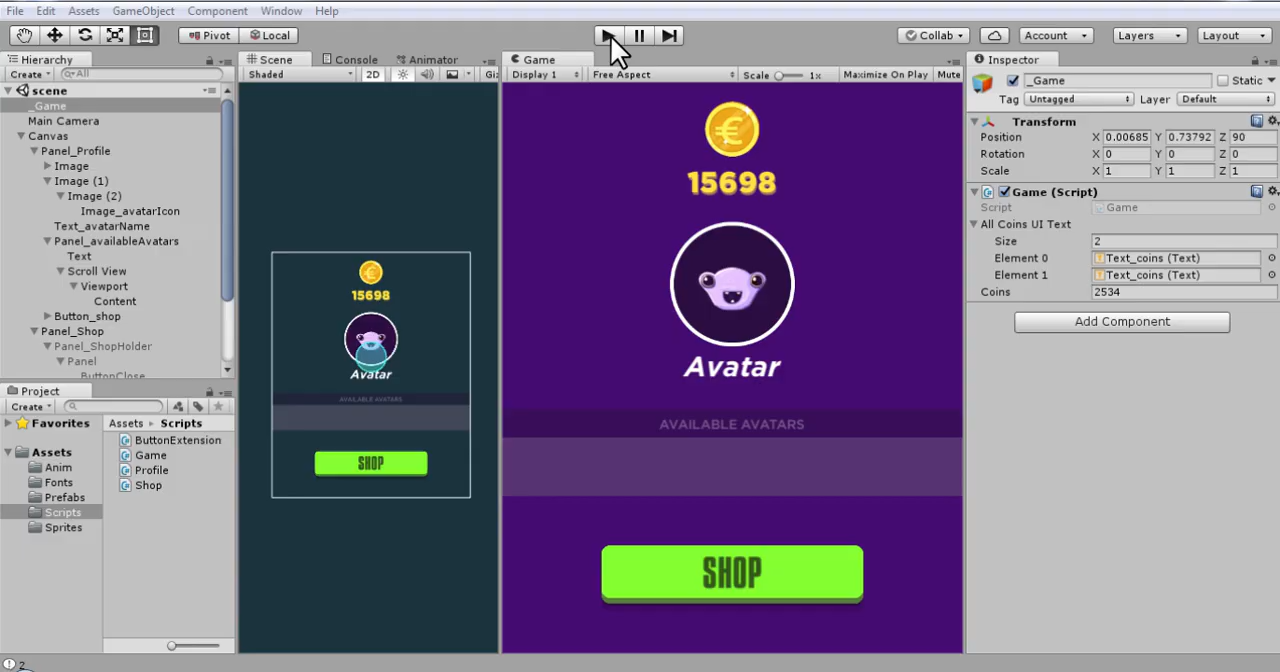 File Edit Assets GameObject Component Window Help
Pivot Local Collab Account Layers Layout
Hierarchy Scene Console Animator Game Inspector
Create All Shaded 2D Gi Display 1 Free Aspect Scale 1x Maximize On Play Mute
scene
_Game
Main Camera
Canvas
Panel_Profile
Image
Image (1)
Image (2)
Image_avatarIcon
Text_avatarName
Panel_availableAvatars
Text
Scroll View
Viewport
Content
Button_shop
Panel_Shop
Panel_ShopHolder
Panel
ButtonClose
Project
Create
Favorites
Assets
Anim
Fonts
Prefabs
Scripts
Sprites
Assets Scripts
ButtonExtension
Game
Profile
Shop
2
15698
Avatar
AVAILABLE AVATARS
SHOP
€
15698
Avatar
AVAILABLE AVATARS
SHOP
_Game Static
Tag Untagged Layer Default
Transform
Position X 0.00685 Y 0.73792 Z 90
Rotation X 0 Y 0 Z 0
Scale X 1 Y 1 Z 1
Game (Script)
Script Game
All Coins UI Text
Size 2
Element 0 Text_coins (Text)
Element 1 Text_coins (Text)
Coins 2534
Add Component